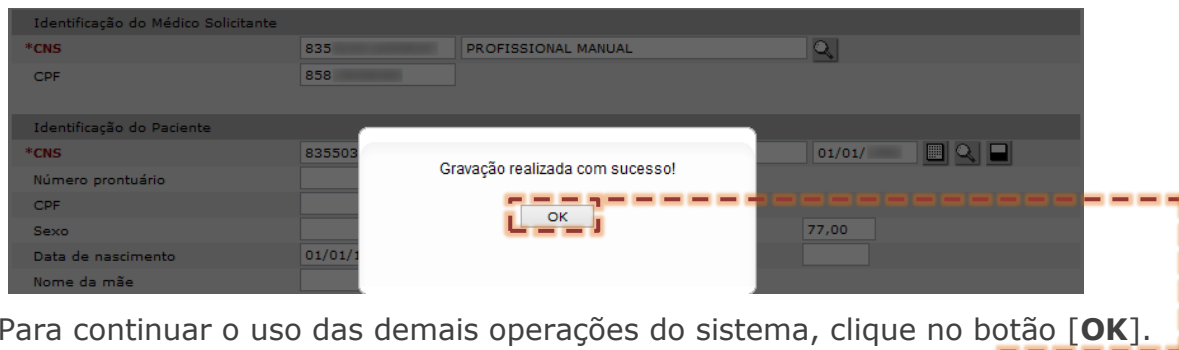 Identificação do Médico Solicitante
*CNS 835 PROFISSIONAL MANUAL
CPF 858
Identificação do Paciente
*CNS 835503 01/01/
Número prontuário
CPF
Sexo 77,00
Data de nascimento 01/01/1
Nome da mãe
Gravação realizada com sucesso!
OK
Para continuar o uso das demais operações do sistema, clique no botão [OK].